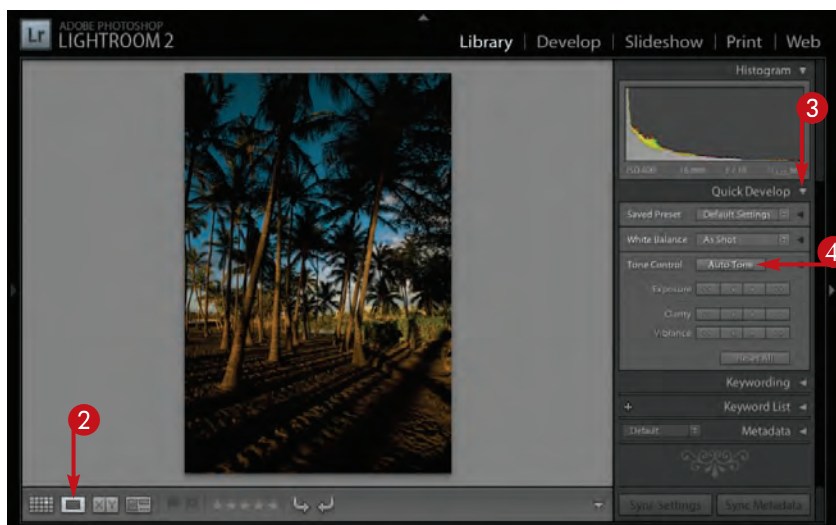 Lr ADOBE PHOTOSHOP
LIGHTROOM 2
Library | Develop | Slideshow | Print | Web
Histogram
3
ISO 400
Quick Develop
Saved Preset Default Settings
White Balance As Shot
4
Tone Control Auto Tone
Exposure
Clarity
Vibrance
Reset All
Keywording
+ Keyword List
2
Default Metadata
X Y
Sync Settings Sync Metadata